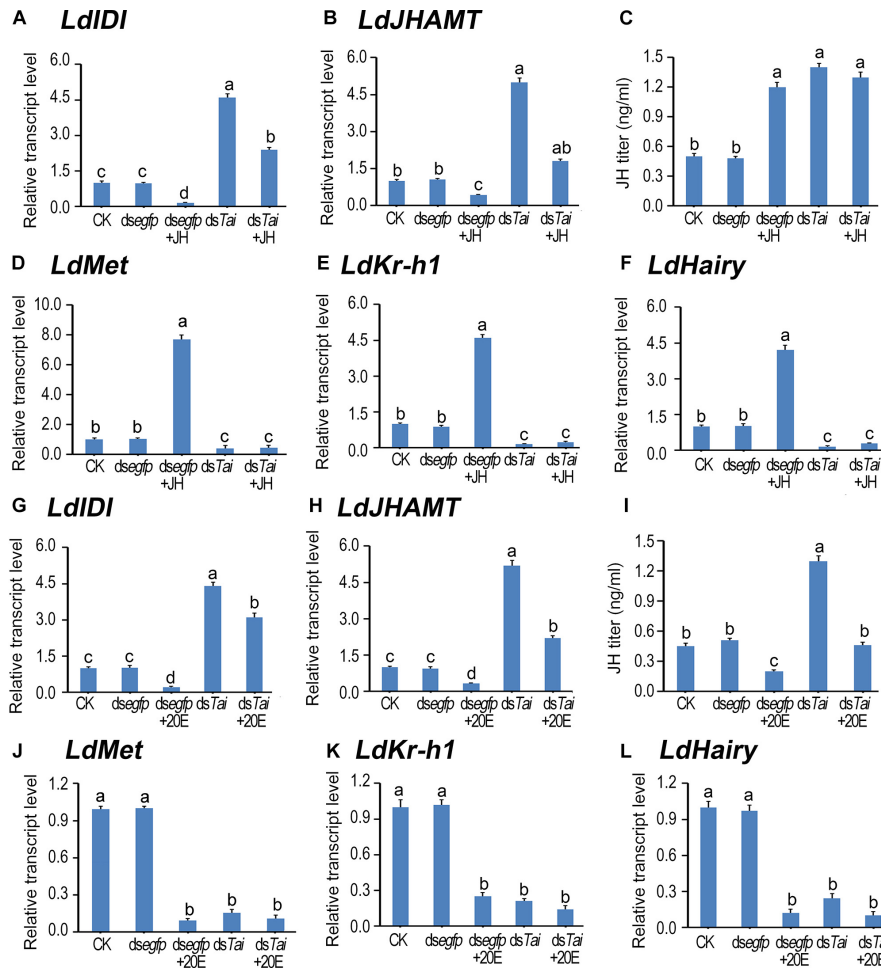 A LdIDI
Relative transcript level
6.0
4.5
3.0
1.5
0.0
a
b
c c
d
CK dsegfp dsegfp dsTai dsTai
+JH +JH
B LdJHAMT
Relative transcript level
6.0
4.5
3.0
1.5
0.0
a
ab
b b
c
CK dsegfp dsegfp dsTai dsTai
+JH +JH
C
JH titer (ng/ml)
1.5
1.2
0.9
0.6
0.3
0.0
a a a
b b
CK dsegfp dsegfp dsTai dsTai
+JH +JH
D LdMet
Relative transcript level
10.0
8.0
6.0
4.0
2.0
0.0
a
b b
c c
CK dsegfp dsegfp dsTai dsTai
+JH +JH
E LdKr-h1
Relative transcript level
6.0
4.5
3.0
1.5
0.0
a
b b
c c
CK dsegfp dsegfp dsTai dsTai
+JH +JH
F LdHairy
Relative transcript level
6.0
4.5
3.0
1.5
0.0
a
b b
c c
CK dsegfp dsegfp dsTai dsTai
+JH +JH
G LdIDI
Relative transcript level
6.0
4.5
3.0
1.5
0.0
a
b
c c
d
CK dsegfp dsegfp dsTai dsTai
+20E +20E
H LdJHAMT
Relative transcript level
6.0
4.5
3.0
1.5
0.0
a
b
c c
d
CK dsegfp dsegfp dsTai dsTai
+20E +20E
I
JH titer (ng/ml)
1.5
1.2
0.9
0.6
0.3
0.0
a
b b b
c
CK dsegfp dsegfp dsTai dsTai
+20E +20E
J LdMet
Relative transcript level
1.2
0.9
0.6
0.3
0.0
a a
b b b
CK dsegfp dsegfp dsTai dsTai
+20E +20E
K LdKr-h1
Relative transcript level
1.2
0.9
0.6
0.3
0.0
a a
b b b
CK dsegfp dsegfp dsTai dsTai
+20E +20E
L LdHairy
Relative transcript level
1.2
0.9
0.6
0.3
0.0
a a
b b b
CK dsegfp dsegfp dsTai dsTai
+20E +20E